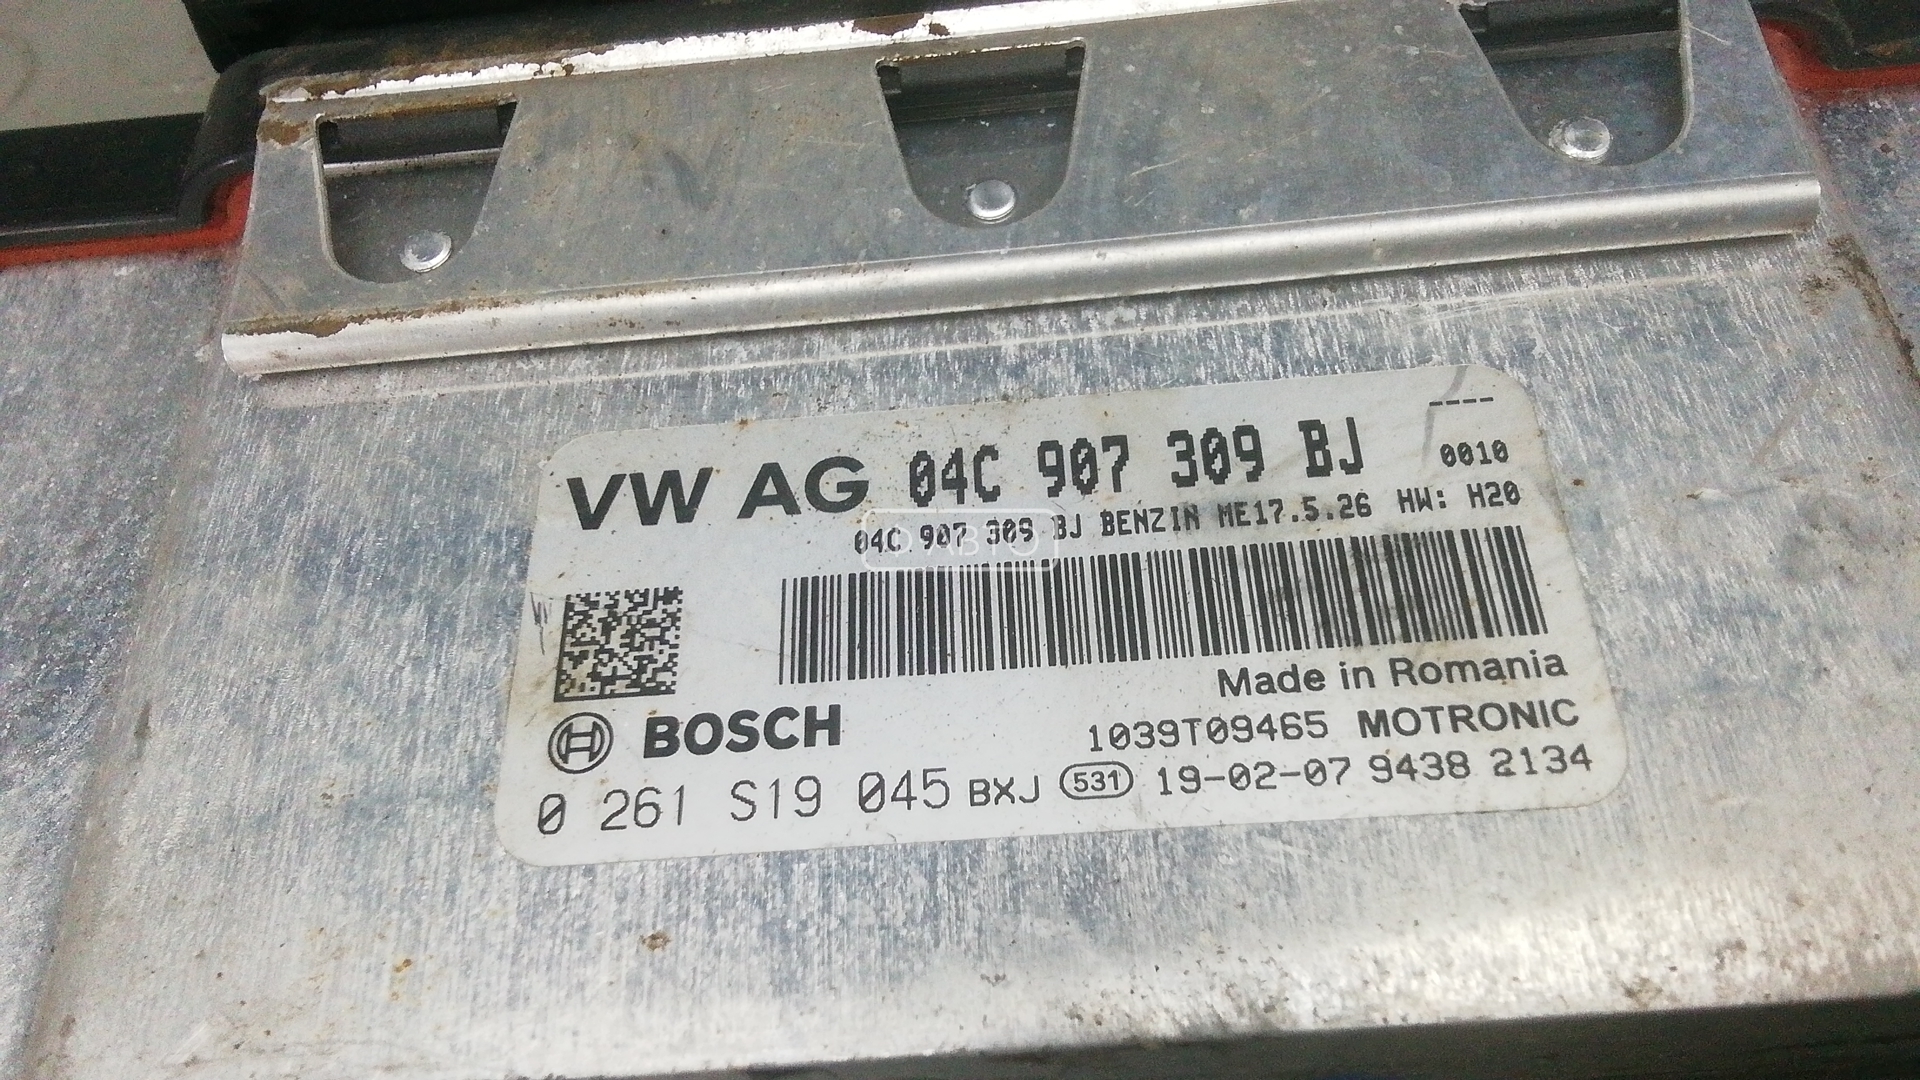 ----
VW AG 04C 907 309 BJ 0010
04C 907 309 BJ BENZIN ME17.5.26 HW: H20
АВТО
Made in Romania
BOSCH 1039T09465 MOTRONIC
0 261 S19 045 BXJ 531 19-02-07 9438 2134